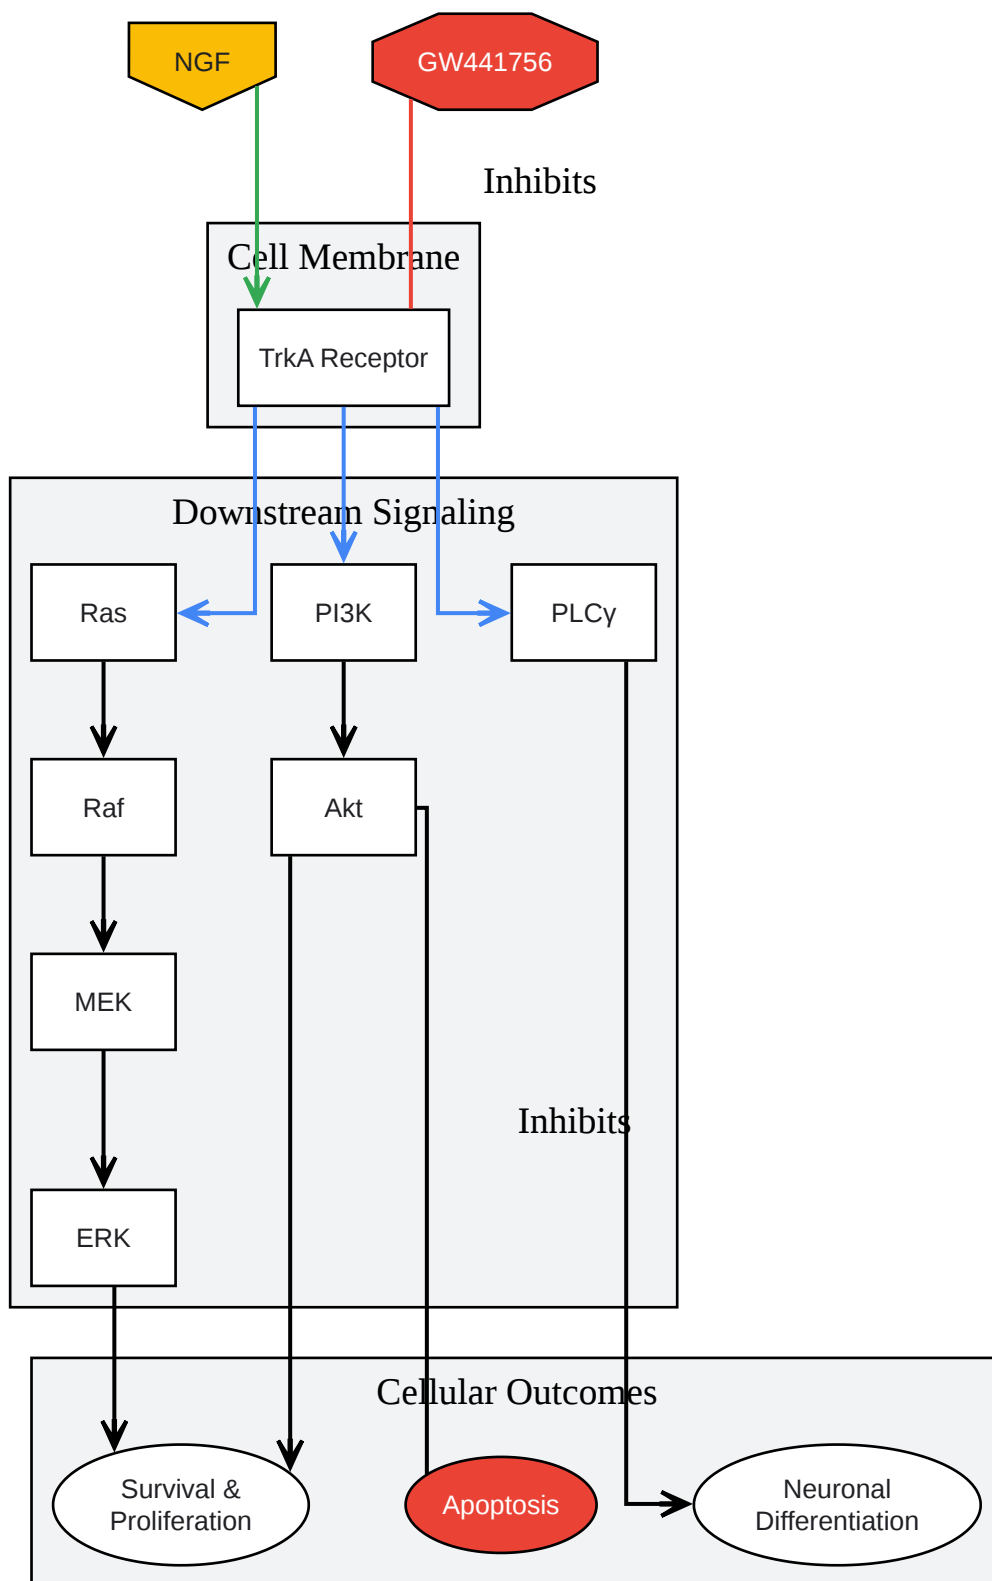 NGF
GW441756
Inhibits
Cell Membrane
TrkA Receptor
Downstream Signaling
Ras
PI3K
PLCγ
Raf
Akt
MEK
Inhibits
ERK
Cellular Outcomes
Survival &
Proliferation
Apoptosis
Neuronal
Differentiation